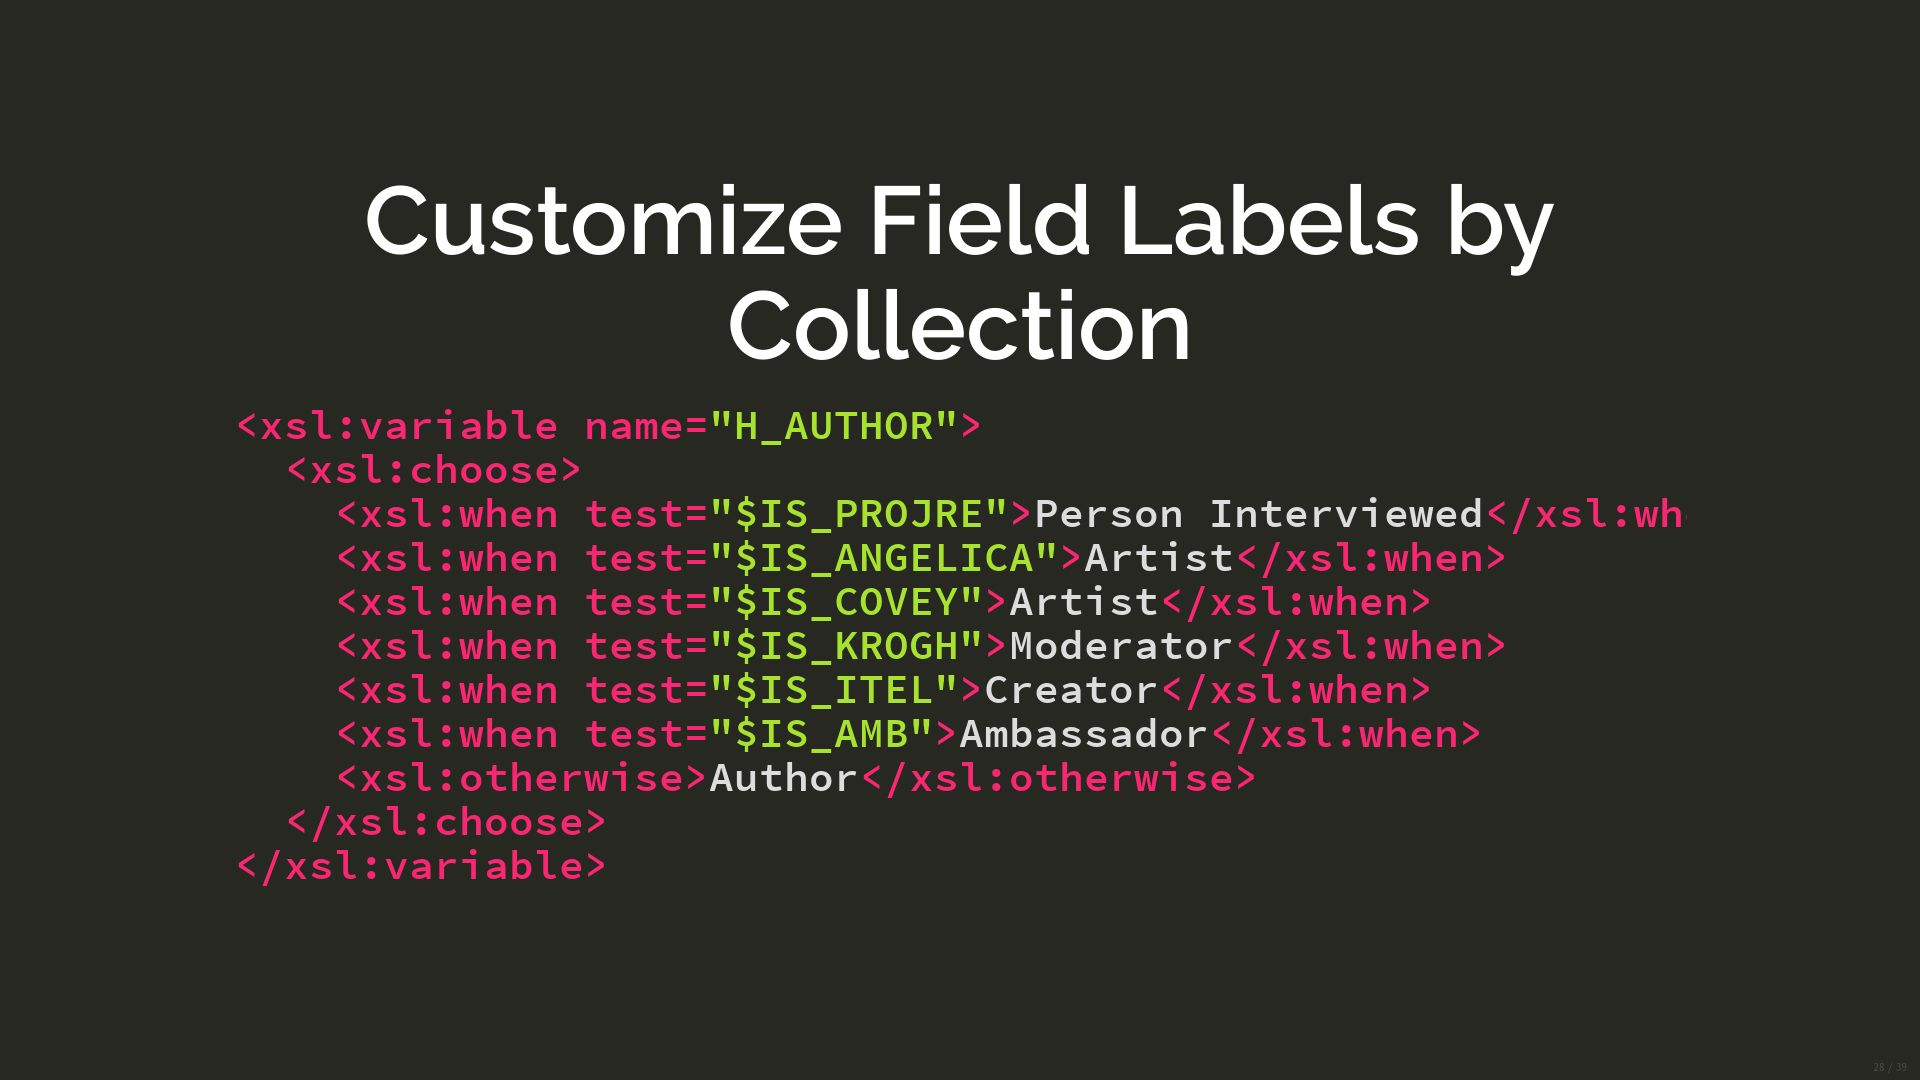 Customize Field Labels by
Collection
<xsl:variable name="H_AUTHOR">
  <xsl:choose>
    <xsl:when test="$IS_PROJRE">Person Interviewed</xsl:wh
    <xsl:when test="$IS_ANGELICA">Artist</xsl:when>
    <xsl:when test="$IS_COVEY">Artist</xsl:when>
    <xsl:when test="$IS_KROGH">Moderator</xsl:when>
    <xsl:when test="$IS_ITEL">Creator</xsl:when>
    <xsl:when test="$IS_AMB">Ambassador</xsl:when>
    <xsl:otherwise>Author</xsl:otherwise>
  </xsl:choose>
</xsl:variable>
28 / 39